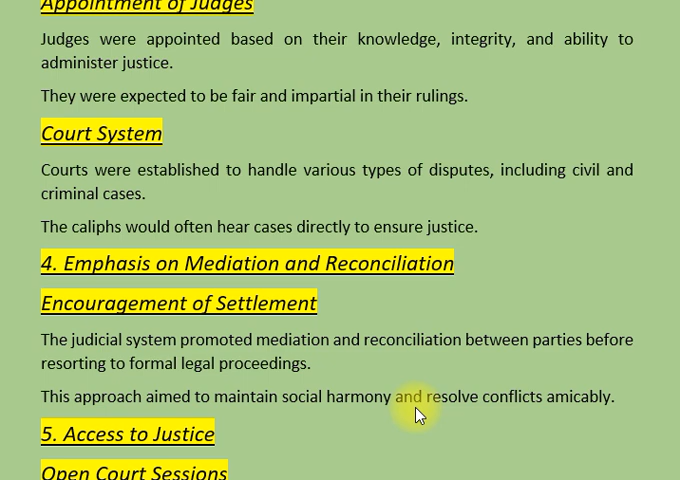 Appointment of Judges
Judges were appointed based on their knowledge, integrity, and ability to
administer justice.
They were expected to be fair and impartial in their rulings.
Court System
Courts were established to handle various types of disputes, including civil and
criminal cases.
The caliphs would often hear cases directly to ensure justice.
4. Emphasis on Mediation and Reconciliation
Encouragement of Settlement
The judicial system promoted mediation and reconciliation between parties before
resorting to formal legal proceedings.
This approach aimed to maintain social harmony and resolve conflicts amicably.
5. Access to Justice
Open Court Sessions